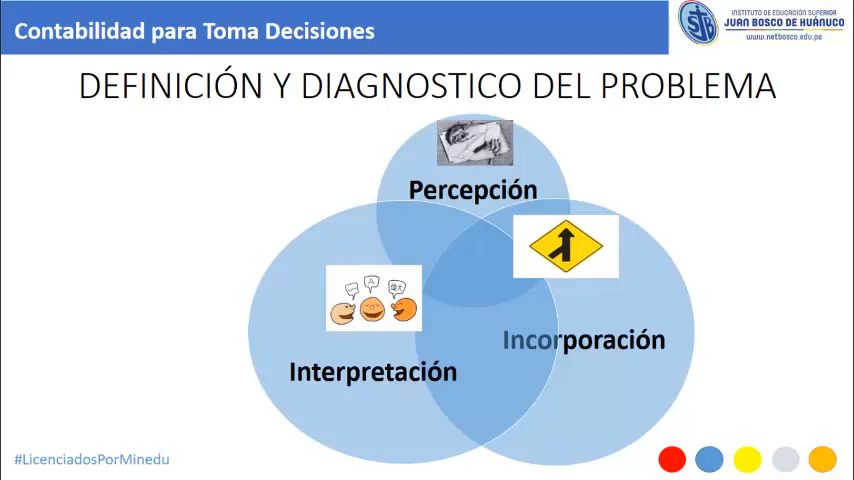 Contabilidad para Toma Decisiones
INSTITUTO DE EDUCACIÓN SUPERIOR
JUAN BOSCO DE HUÁNUCO
www.netbosco.edu.pe
DEFINICIÓN Y DIAGNOSTICO DEL PROBLEMA
Percepción
Incorporación
Interpretación
#LicenciadosPorMinedu